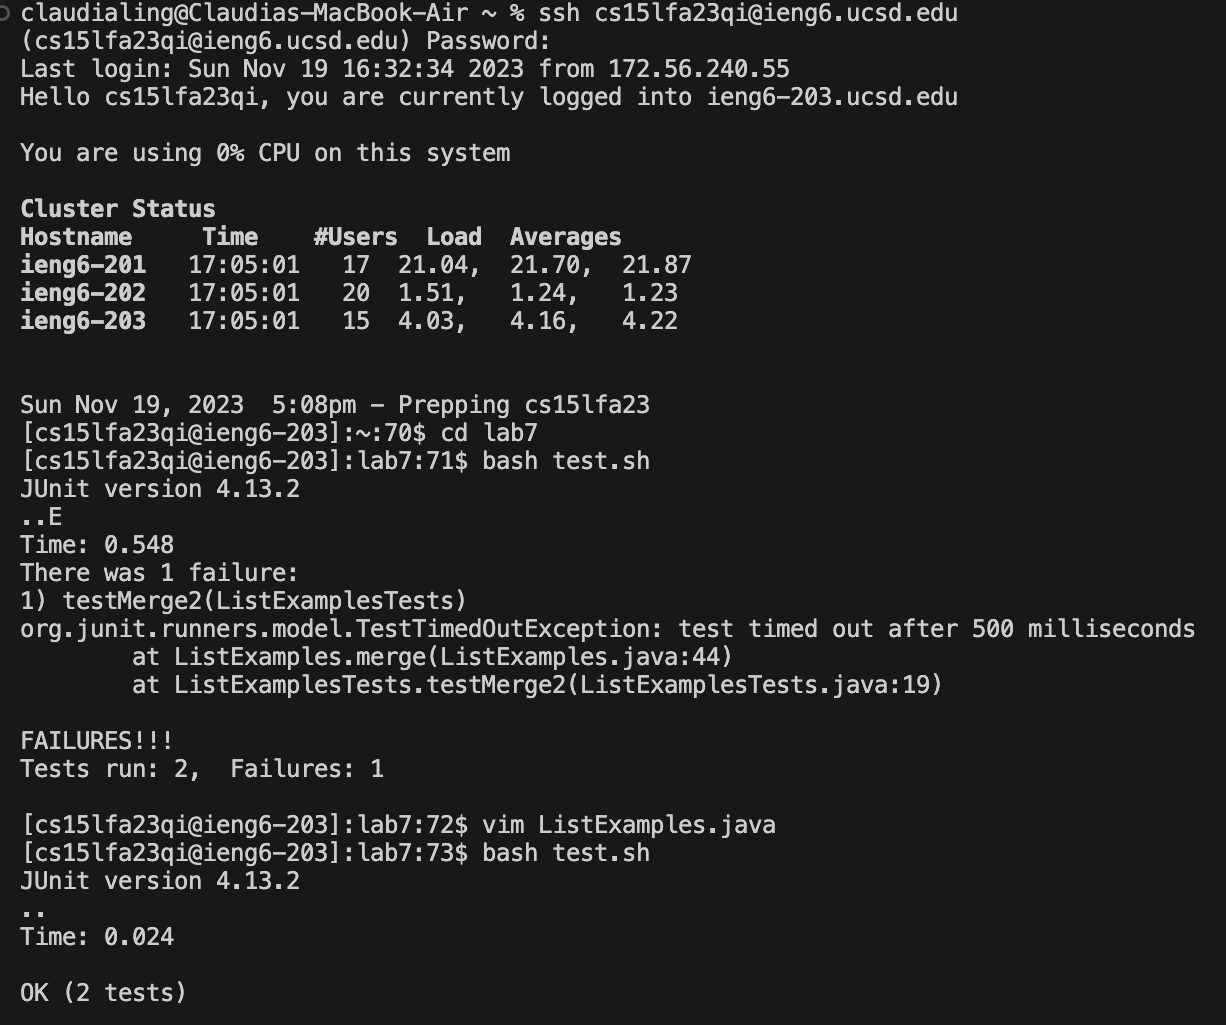 claudialing@Claudias-MacBook-Air ~ % ssh cs15lfa23qi@ieng6.ucsd.edu
(cs15lfa23qi@ieng6.ucsd.edu) Password:
Last login: Sun Nov 19 16:32:34 2023 from 172.56.240.55
Hello cs15lfa23qi, you are currently logged into ieng6-203.ucsd.edu
You are using 0% CPU on this system
Cluster Status
Hostname     Time    #Users  Load  Averages
ieng6-201   17:05:01   17  21.04,  21.70,  21.87
ieng6-202   17:05:01   20  1.51,   1.24,   1.23
ieng6-203   17:05:01   15  4.03,   4.16,   4.22
Sun Nov 19, 2023  5:08pm - Prepping cs15lfa23
[cs15lfa23qi@ieng6-203]:~:70$ cd lab7
[cs15lfa23qi@ieng6-203]:lab7:71$ bash test.sh
JUnit version 4.13.2
..E
Time: 0.548
There was 1 failure:
1) testMerge2(ListExamplesTests)
org.junit.runners.model.TestTimedOutException: test timed out after 500 milliseconds
        at ListExamples.merge(ListExamples.java:44)
        at ListExamplesTests.testMerge2(ListExamplesTests.java:19)
FAILURES!!!
Tests run: 2,  Failures: 1
[cs15lfa23qi@ieng6-203]:lab7:72$ vim ListExamples.java
[cs15lfa23qi@ieng6-203]:lab7:73$ bash test.sh
JUnit version 4.13.2
..
Time: 0.024
OK (2 tests)